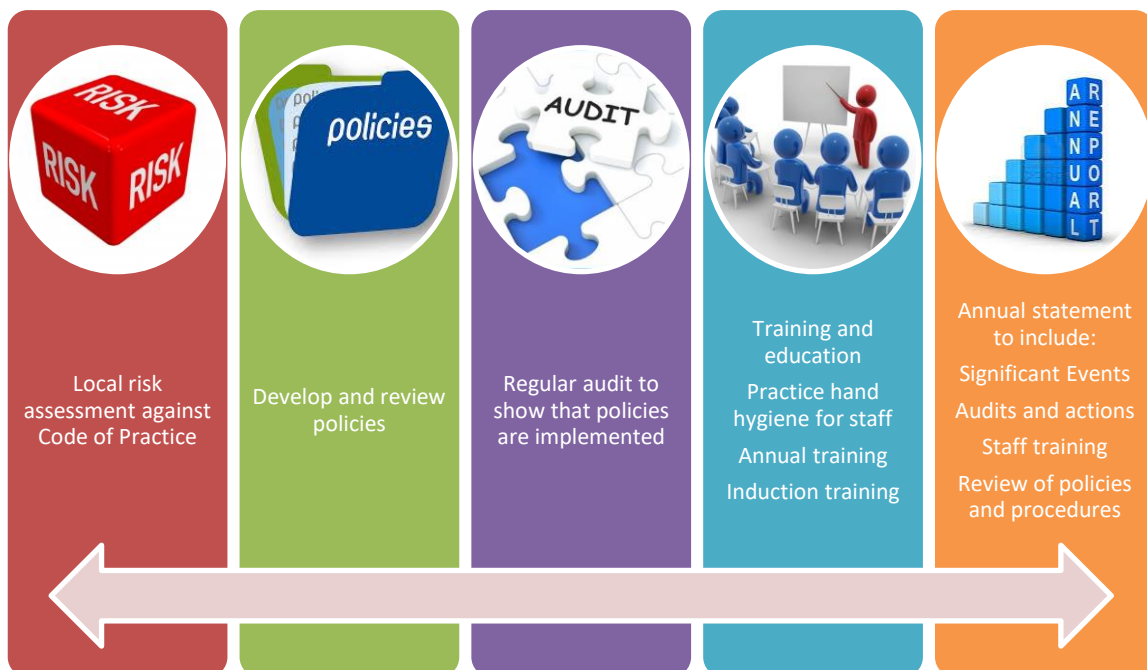 RISK
RISK
RISK
Local risk
assessment against
Code of Practice
policies
Develop and review
policies
AUDIT
Regular audit to
show that policies
are implemented
Training and
education
Practice hand
hygiene for staff
Annual training
Induction training
ANNUAL
REPORT
Annual statement
to include:
Significant Events
Audits and actions
Staff training
Review of policies
and procedures